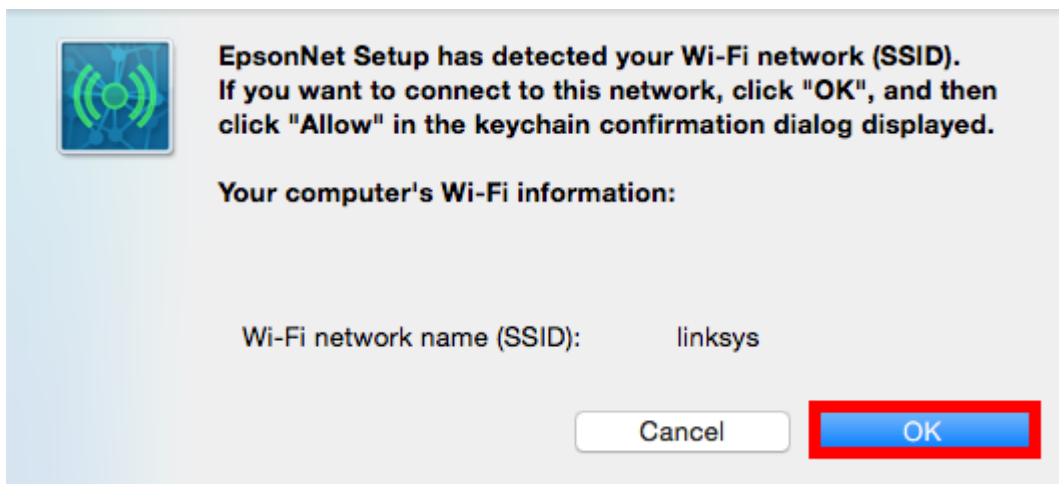 EpsonNet Setup has detected your Wi-Fi network (SSID).
If you want to connect to this network, click "OK", and then
click "Allow" in the keychain confirmation dialog displayed.
Your computer's Wi-Fi information:
Wi-Fi network name (SSID): linksys
Cancel OK